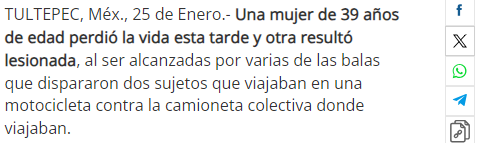 TULTEPEC, Méx., 25 de Enero.- Una mujer de 39 años
de edad perdió la vida esta tarde y otra resultó
lesionada, al ser alcanzadas por varias de las balas
que dispararon dos sujetos que viajaban en una
motocicleta contra la camioneta colectiva donde
viajaban.